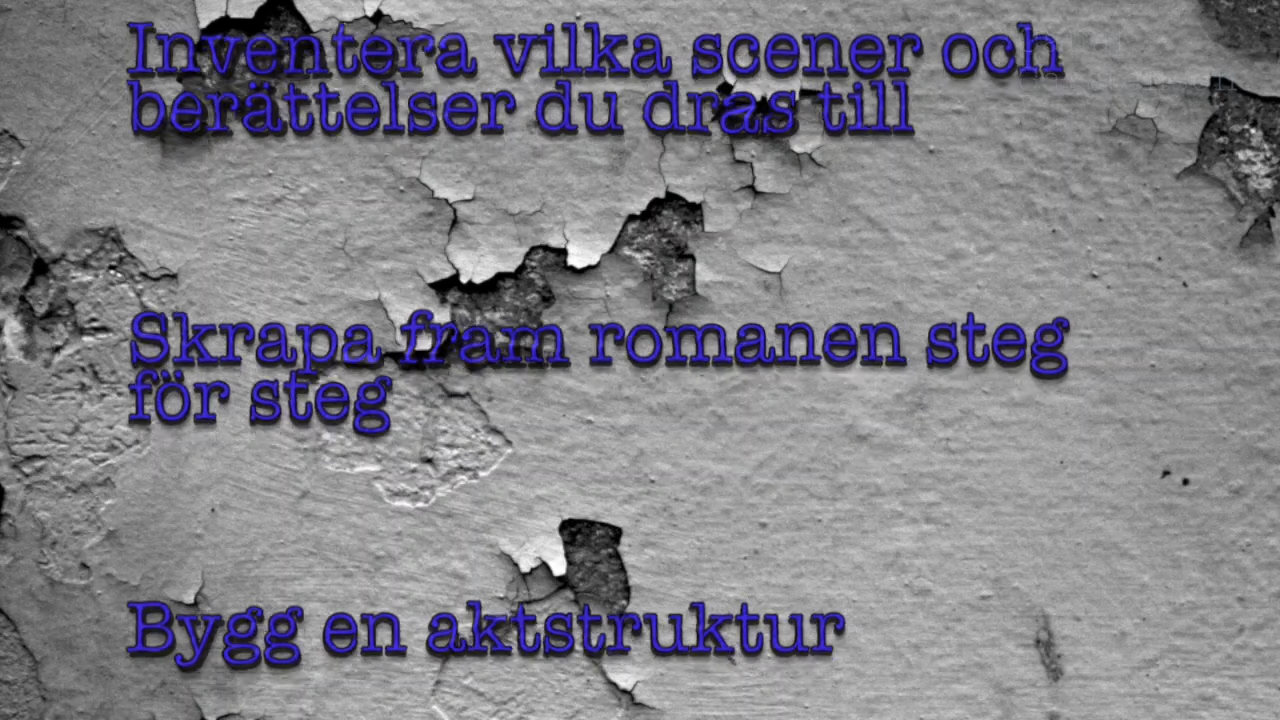 Inventera vilka scener och
berättelser du dras till
Skrapa fram romanen steg
för steg
Bygg en aktstruktur